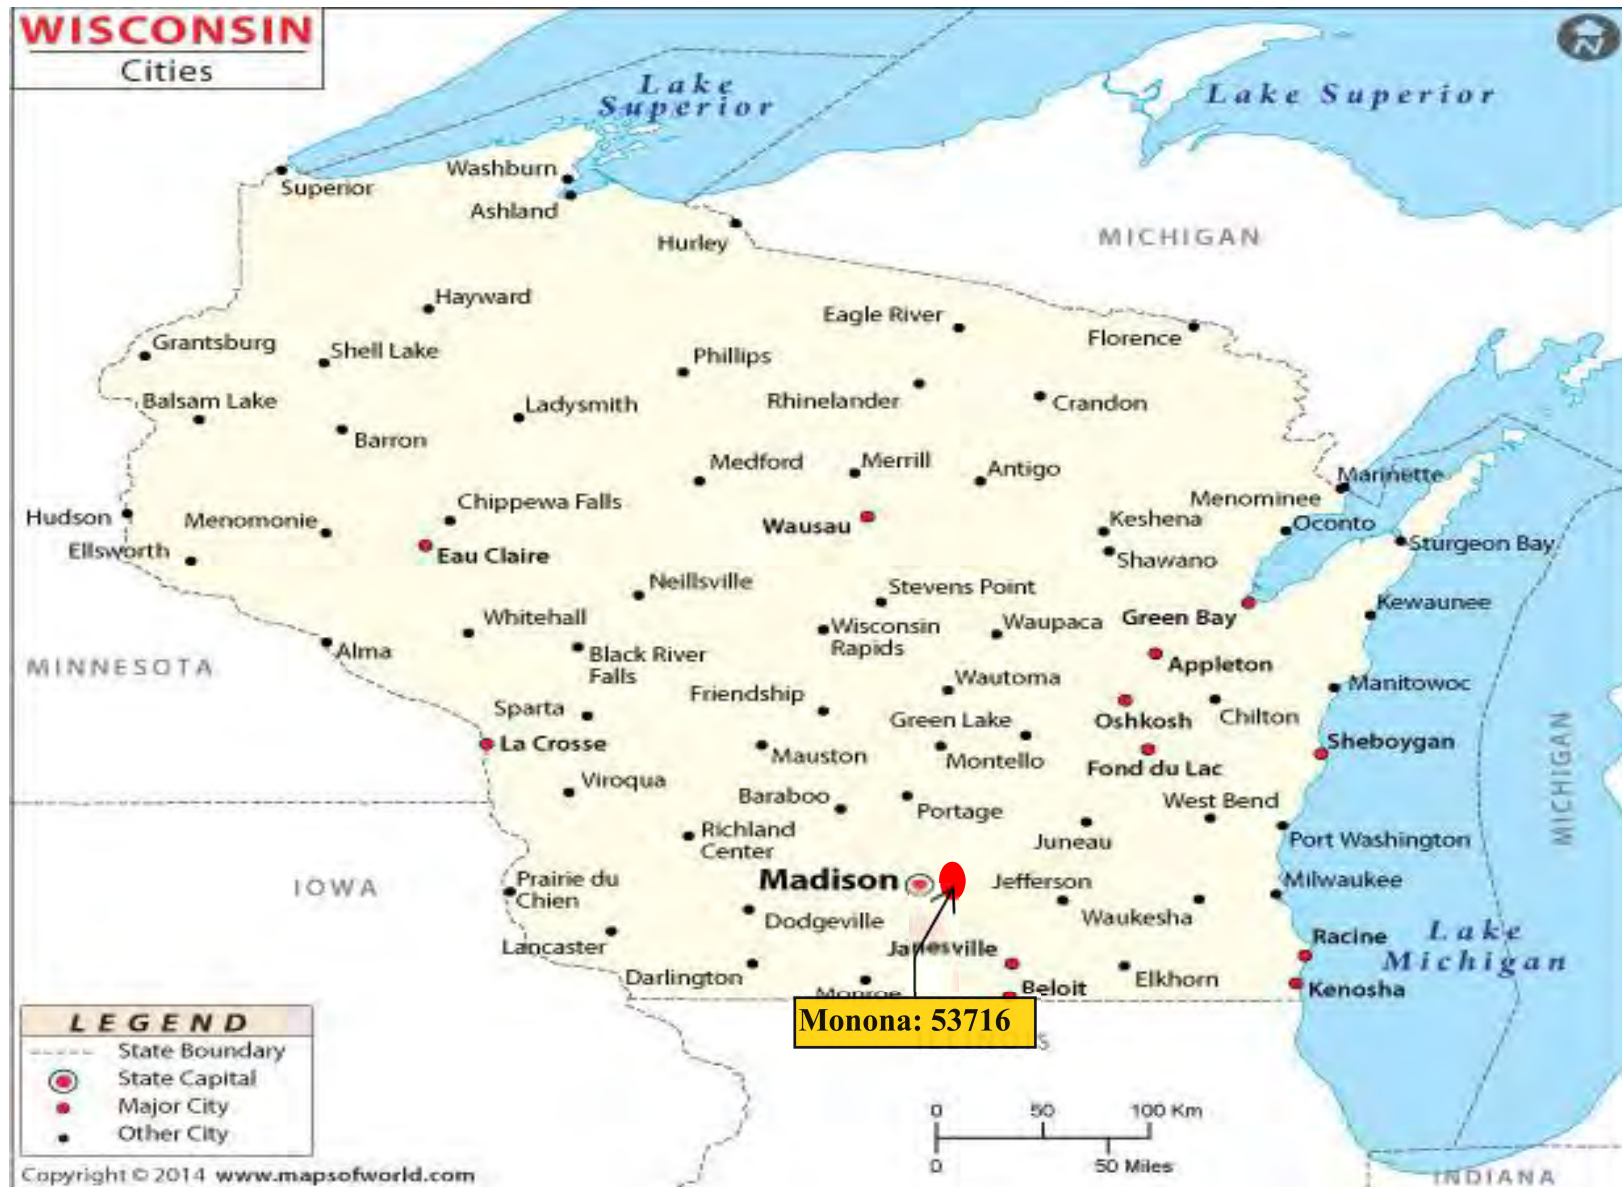 WISCONSIN
Cities
Lake
Superior
Lake Superior
Superior
Washburn
Ashland
Hurley
MICHIGAN
Hayward
Eagle River
Florence
Grantsburg
Shell Lake
Phillips
Balsam Lake
Ladysmith
Rhinelander
Crandon
Barron
Medford
Merrill
Antigo
Marinette
Menominee
Hudson
Menomonie
Chippewa Falls
Wausau
Keshena
Oconto
Ellsworth
Eau Claire
Shawano
Sturgeon Bay
Neillsville
Stevens Point
Whitehall
Wisconsin
Rapids
Waupaca
Green Bay
Kewaunee
MINNESOTA
Alma
Black River
Falls
Appleton
Friendship
Wautoma
Manitowoc
Sparta
Green Lake
Oshkosh
Chilton
La Crosse
Mauston
Montello
Fond du Lac
Sheboygan
MICHIGAN
Viroqua
Baraboo
Portage
West Bend
Richland
Center
Juneau
Port Washington
IOWA
Prairie du
Chien
Madison
Jefferson
Milwaukee
Dodgeville
Waukesha
Lancaster
Janesville
Racine
Lake
Michigan
Darlington
Monroe
Beloit
Elkhorn
Kenosha
Monona: 53716
ILLINOIS
LEGEND
State Boundary
State Capital
Major City
Other City
0 50 100 Km
0 50 Miles
INDIANA
Copyright © 2014 www.mapsofworld.com
N